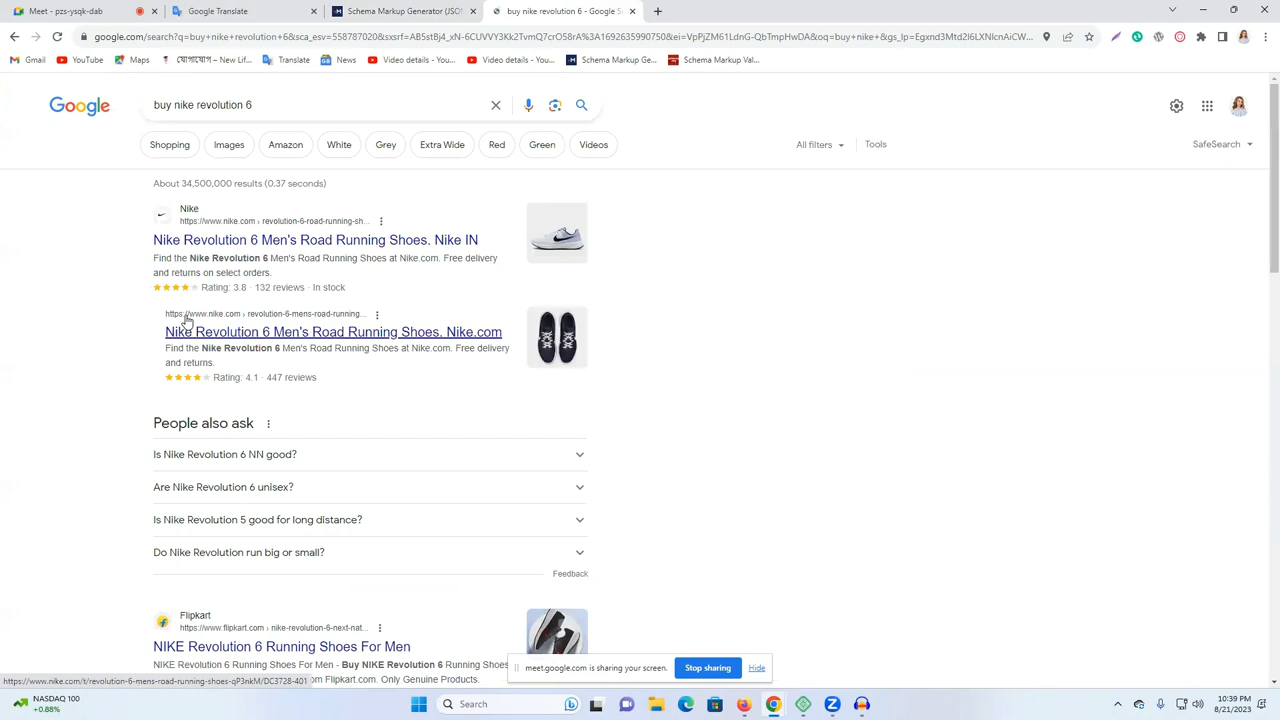 Meet - pzs-ysqk-dab
Google Translate
Schema Markup Generator (JSON
buy nike revolution 6 - Google S
google.com/search?q=buy+nike+revolution+6&sca_esv=558787020&sxsrf=AB5stBj4_xN-6CUVVY3Kk2TvmQ7crO58rA%3A1692635990750&ei=VpPjZM61LdnG-QbTmpHwDA&oq=buy+nike+&gs_lp=Egxnd3Mtd2l6LXNlcnAiCW...
Gmail
YouTube
Maps
যোগাযোগ — New Lif...
Translate
News
Video details - You...
Video details - You...
Schema Markup Ge...
Schema Markup Val...
Google
buy nike revolution 6
Shopping
Images
Amazon
White
Grey
Extra Wide
Red
Green
Videos
All filters
Tools
SafeSearch
About 34,500,000 results (0.37 seconds)
Nike
https://www.nike.com › revolution-6-road-running-sh...
Nike Revolution 6 Men's Road Running Shoes. Nike IN
Find the Nike Revolution 6 Men's Road Running Shoes at Nike.com. Free delivery
and returns on select orders.
Rating: 3.8 · 132 reviews · In stock
https://www.nike.com › revolution-6-mens-road-running...
Nike Revolution 6 Men's Road Running Shoes. Nike.com
Find the Nike Revolution 6 Men's Road Running Shoes at Nike.com. Free delivery
and returns.
Rating: 4.1 · 447 reviews
People also ask
Is Nike Revolution 6 NN good?
Are Nike Revolution 6 unisex?
Is Nike Revolution 5 good for long distance?
Do Nike Revolution run big or small?
Feedback
Flipkart
https://www.flipkart.com › nike-revolution-6-next-nat...
NIKE Revolution 6 Running Shoes For Men
NIKE Revolution 6 Running Shoes For Men - Buy NIKE Revolution 6 Running Shoes
om Flipkart.com. Only Genuine Products.
meet.google.com is sharing your screen.
Stop sharing
Hide
https://www.nike.com/t/revolution-6-mens-road-running-shoes-qP3nkM/DC3728-401
NASDAQ 100
+0.88%
Search
10:39 PM
8/21/2023